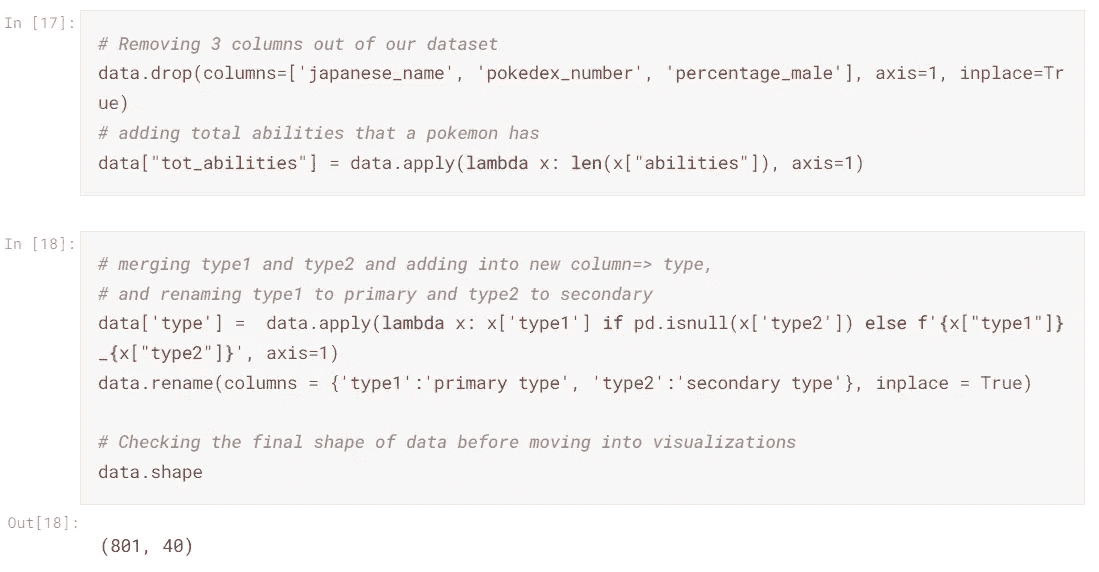 In [17]:
# Removing 3 columns out of our dataset
data.drop(columns=['japanese_name', 'pokedex_number', 'percentage_male'], axis=1, inplace=Tr
ue)
# adding total abilities that a pokemon has
data["tot_abilities"] = data.apply(lambda x: len(x["abilities"]), axis=1)
In [18]:
# merging type1 and type2 and adding into new column=> type,
# and renaming type1 to primary and type2 to secondary
data['type'] =  data.apply(lambda x: x['type1'] if pd.isnull(x['type2']) else f'{x["type1"]}
_{x["type2"]}', axis=1)
data.rename(columns = {'type1':'primary type', 'type2':'secondary type'}, inplace = True)
# Checking the final shape of data before moving into visualizations
data.shape
Out[18]:
(801, 40)